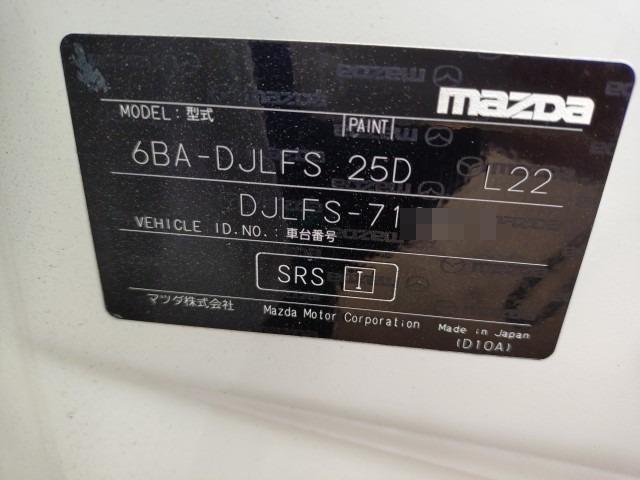 mazda
MODEL：型式
PAINT
6BA-DJLFS 25D L22
DJLFS-71
VEHICLE ID.NO.：車台番号
SRS I
マツダ株式会社 Mazda Motor Corporation Made in Japan
(D10A)